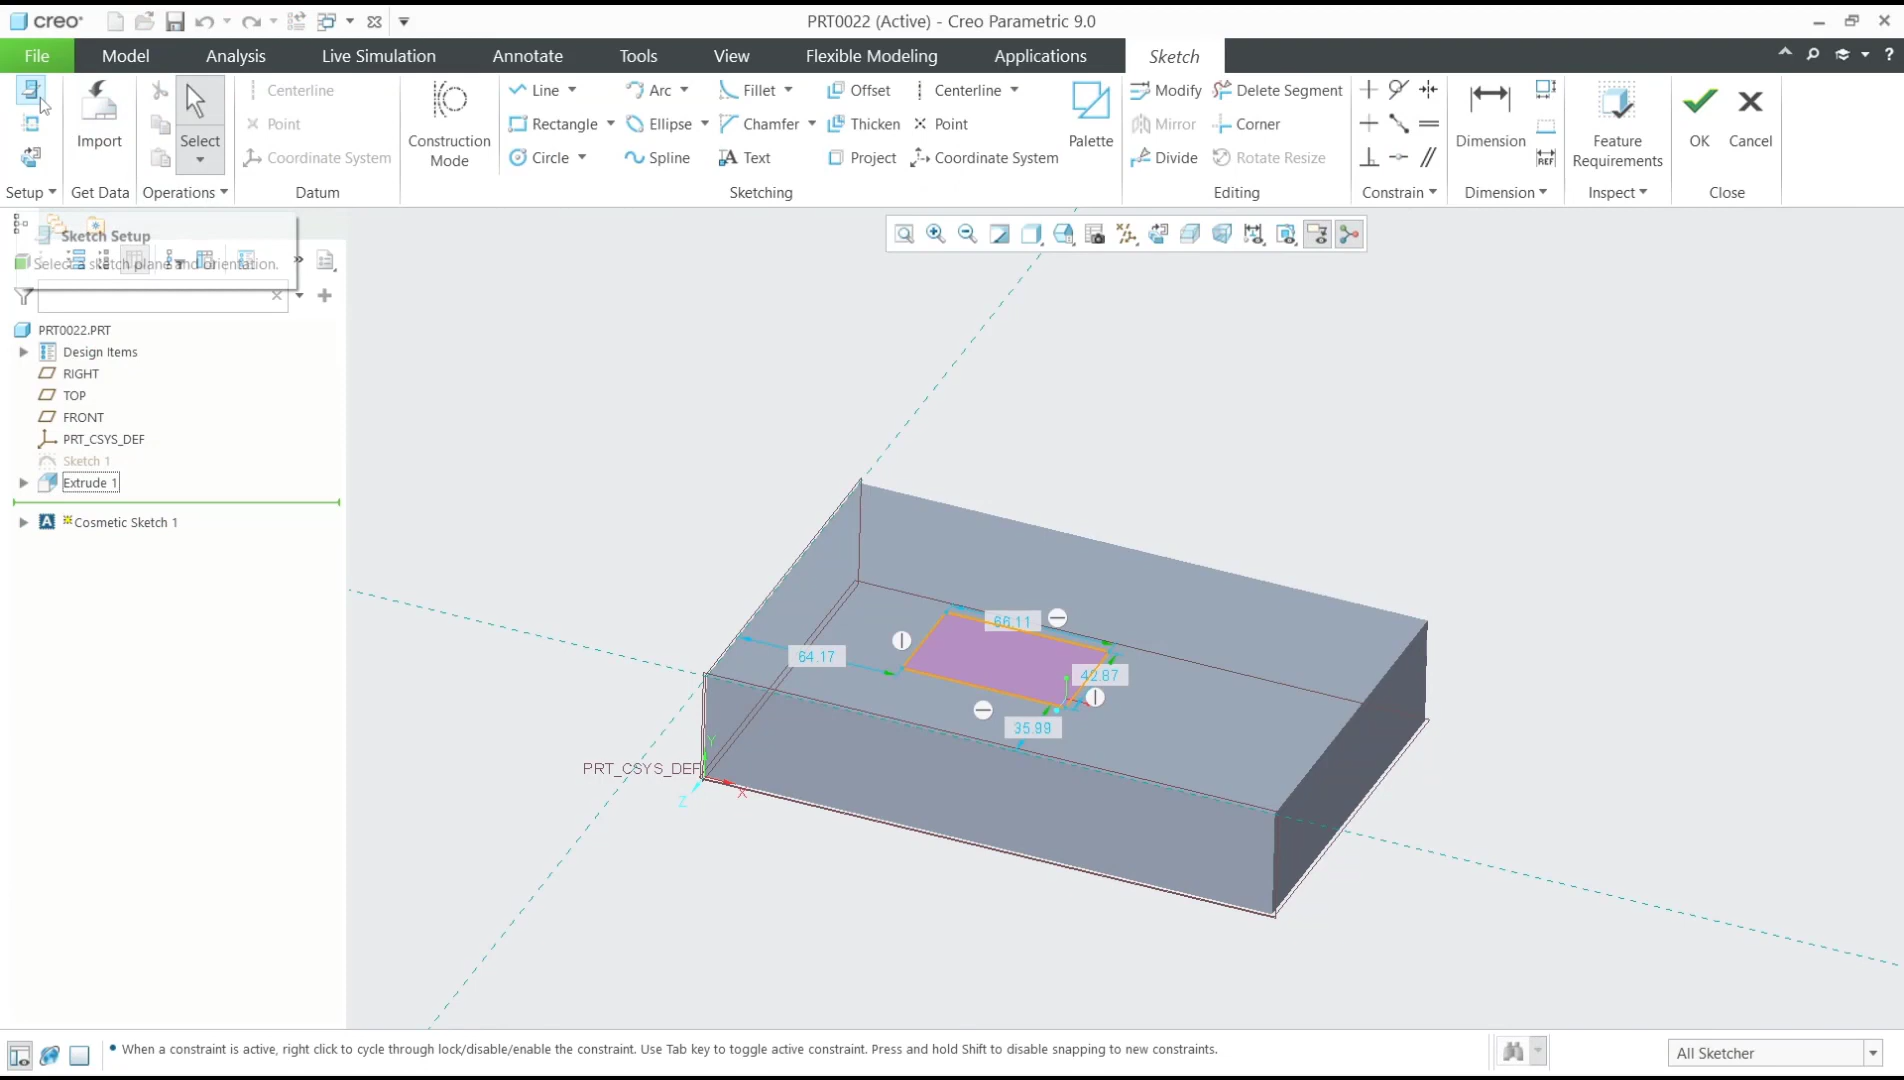 creo
PRT0022 (Active) - Creo Parametric 9.0
File
Model
Analysis
Live Simulation
Annotate
Tools
View
Flexible Modeling
Applications
Sketch
Import
Select
Centerline
Point
Coordinate System
Construction
Mode
Line
Arc
Fillet
Offset
Centerline
Rectangle
Ellipse
Chamfer
Thicken
Point
Circle
Spline
Text
Project
Coordinate System
Palette
Modify
Delete Segment
Mirror
Corner
Divide
Rotate Resize
Dimension
REF
Feature
Requirements
OK
Cancel
Setup
Get Data
Operations
Datum
Sketching
Editing
Constrain
Dimension
Inspect
Close
Sketch Setup
Select a sketch plane and orientation.
PRT0022.PRT
Design Items
RIGHT
TOP
FRONT
PRT_CSYS_DEF
Sketch 1
Extrude 1
A
Cosmetic Sketch 1
66.11
64.17
42.87
35.99
Y
PRT_CSYS_DEF
Z
X
When a constraint is active, right click to cycle through lock/disable/enable the constraint. Use Tab key to toggle active constraint. Press and hold Shift to disable snapping to new constraints.
All Sketcher